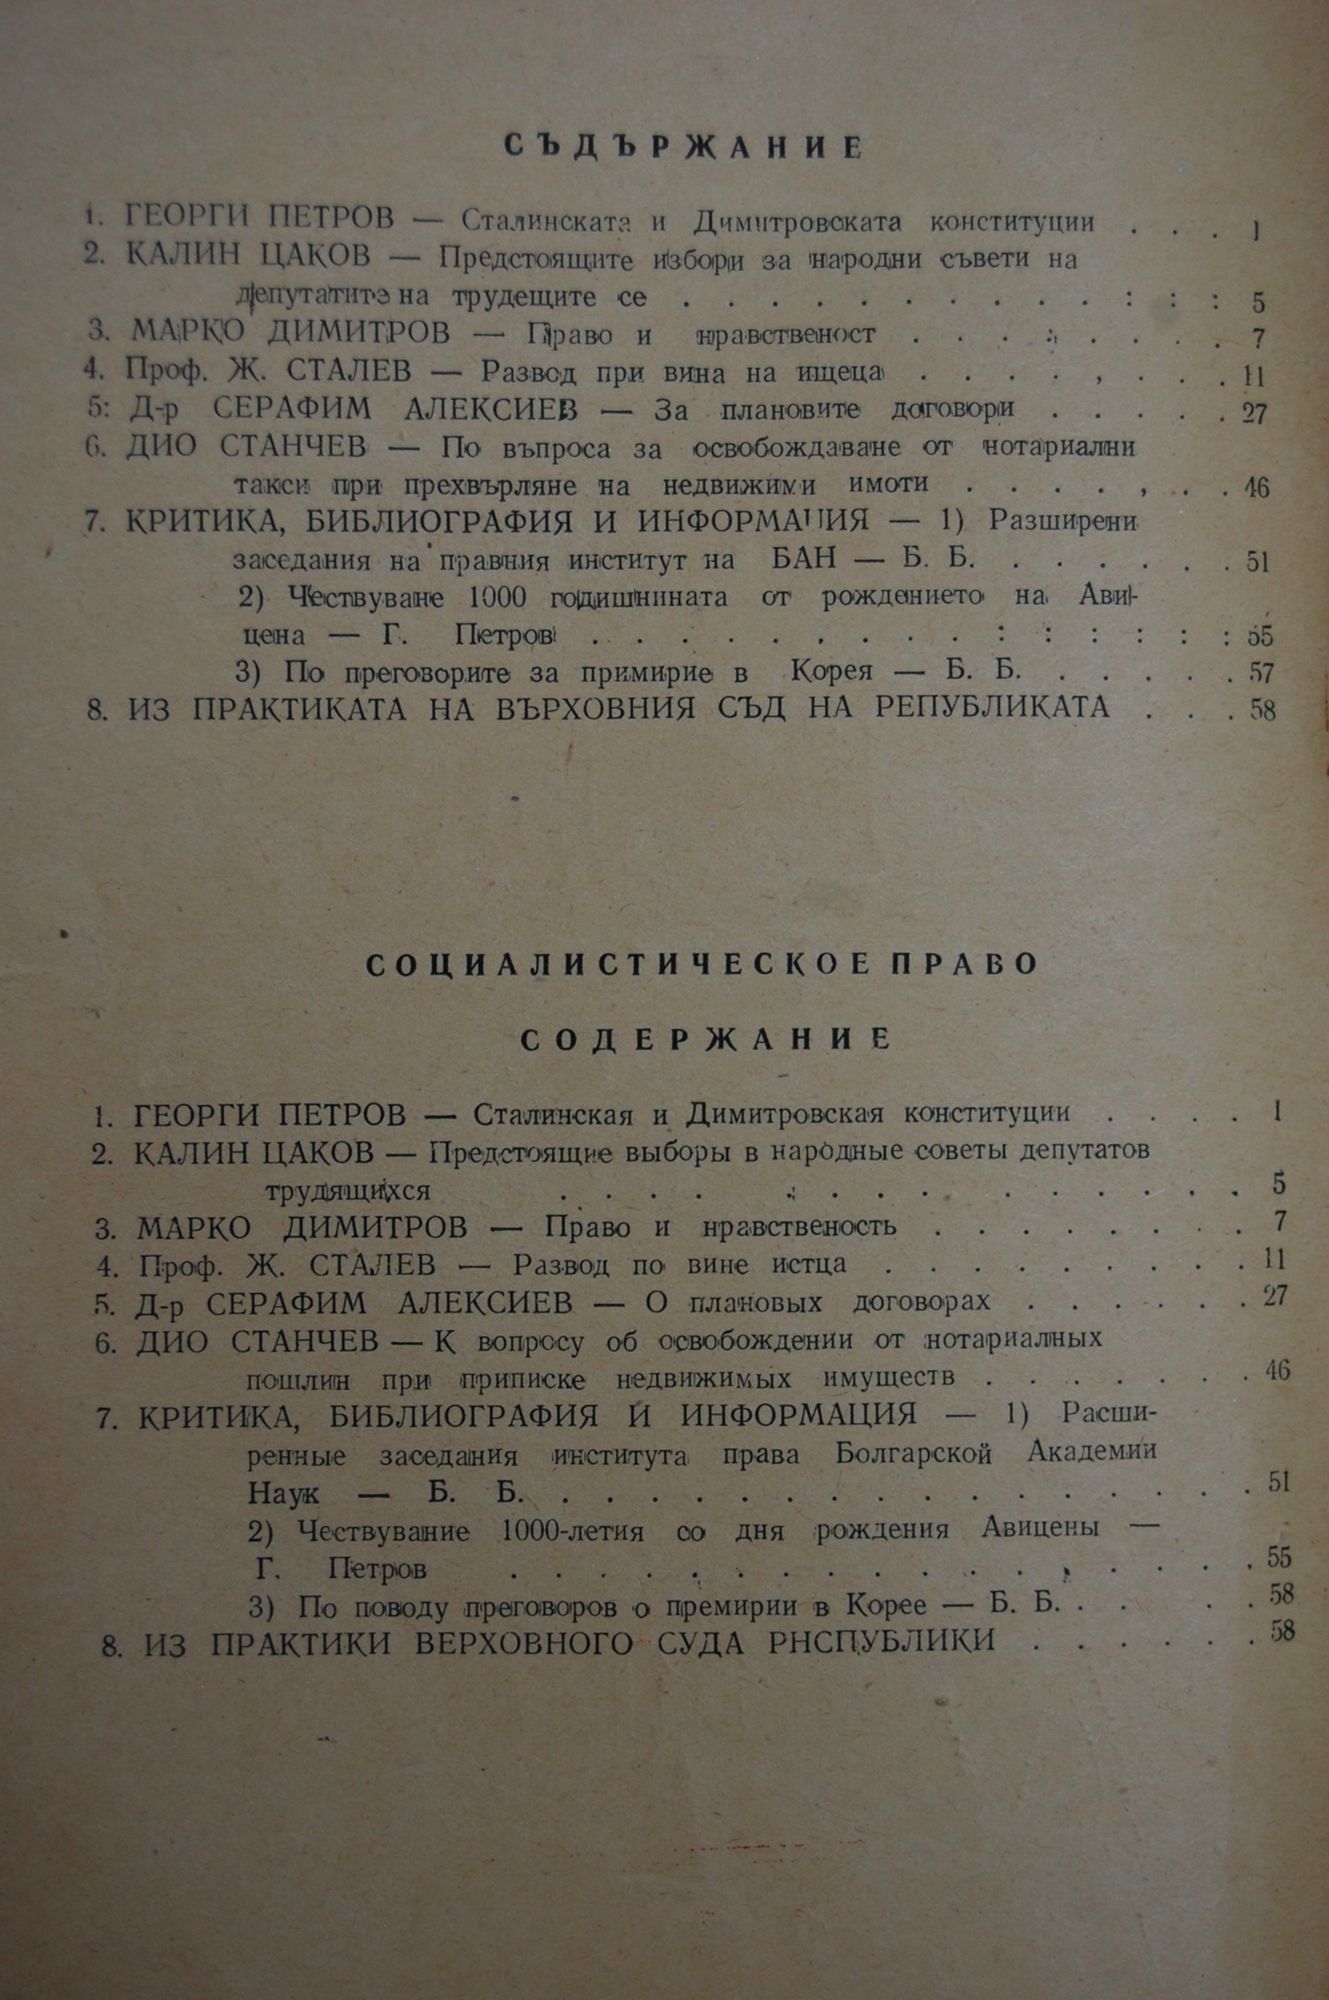 СЪДЪРЖАНИЕ
1. ГЕОРГИ ПЕТРОВ — Сталинската и Димитровската конституции . . . 1
2. КАЛИН ЦАКОВ — Предстоящите избори за народни съвети на
депутатитэ на трудещите се . . . . . . . . . . : : : 5
3. МАРКО ДИМИТРОВ — Право и нравственост . . . . . . . . 7
4. Проф. Ж. СТАЛЕВ — Развод при вина на ищеца . . . . , . . . 11
5: Д-р СЕРАФИМ АЛЕКСИЕВ — За плановите договори . . . . . 27
6. ДИО СТАНЧЕВ — По въпроса за освобождаване от нотариални
такси при прехвърляне на недвижими имоти . . . . , . . 46
7. КРИТИКА, БИБЛИОГРАФИЯ И ИНФОРМАЦИЯ — 1) Разширени
заседания на правния институт на БАН — Б. Б. . . . . . . 51
2) Чествуване 1000 годишнината от рождението на Ави-
цена — Г. Петров . . . . . , . . . : : : : : : 55
3) По преговорите за примирие в Корея — Б. Б. . . . . . 57
8. ИЗ ПРАКТИКАТА НА ВЪРХОВНИЯ СЪД НА РЕПУБЛИКАТА . . . 58
СОЦИАЛИСТИЧЕСКОЕ ПРАВО
СОДЕРЖАНИЕ
1. ГЕОРГИ ПЕТРОВ — Сталинская и Димитровская конституции . . . . 1
2. КАЛИН ЦАКОВ — Предстоящие выборы в народные советы депутатов
трудящихся . . . . . . . . . . . . . . . 5
3. МАРКО ДИМИТРОВ — Право и нравственость . . . . . . . . 7
4. Проф. Ж. СТАЛЕВ — Развод по вине истца . . . . . . . . . 11
5. Д-р СЕРАФИМ АЛЕКСИЕВ — О плановых договорах . . . . . . 27
6. ДИО СТАНЧЕВ — К вопросу об освобождении от нотариалных
пошлин при приписке недвижимых имуществ . . . . . . . 46
7. КРИТИКА, БИБЛИОГРАФИЯ И ИНФОРМАЦИЯ — 1) Расши-
ренные заседания института права Болгарской Академии
Наук — Б. Б. . . . . . . . . . . . . . . . . 51
2) Чествувание 1000-летия со дня рождения Авицены —
Г. Петров . . . . . . . . . . . . , . . . . 55
3) По поводу преговоров о премирии в Корее — Б. Б. . . . . 58
8. ИЗ ПРАКТИКИ ВЕРХОВНОГО СУДА РНСПУБЛИКИ . . . . . . 58